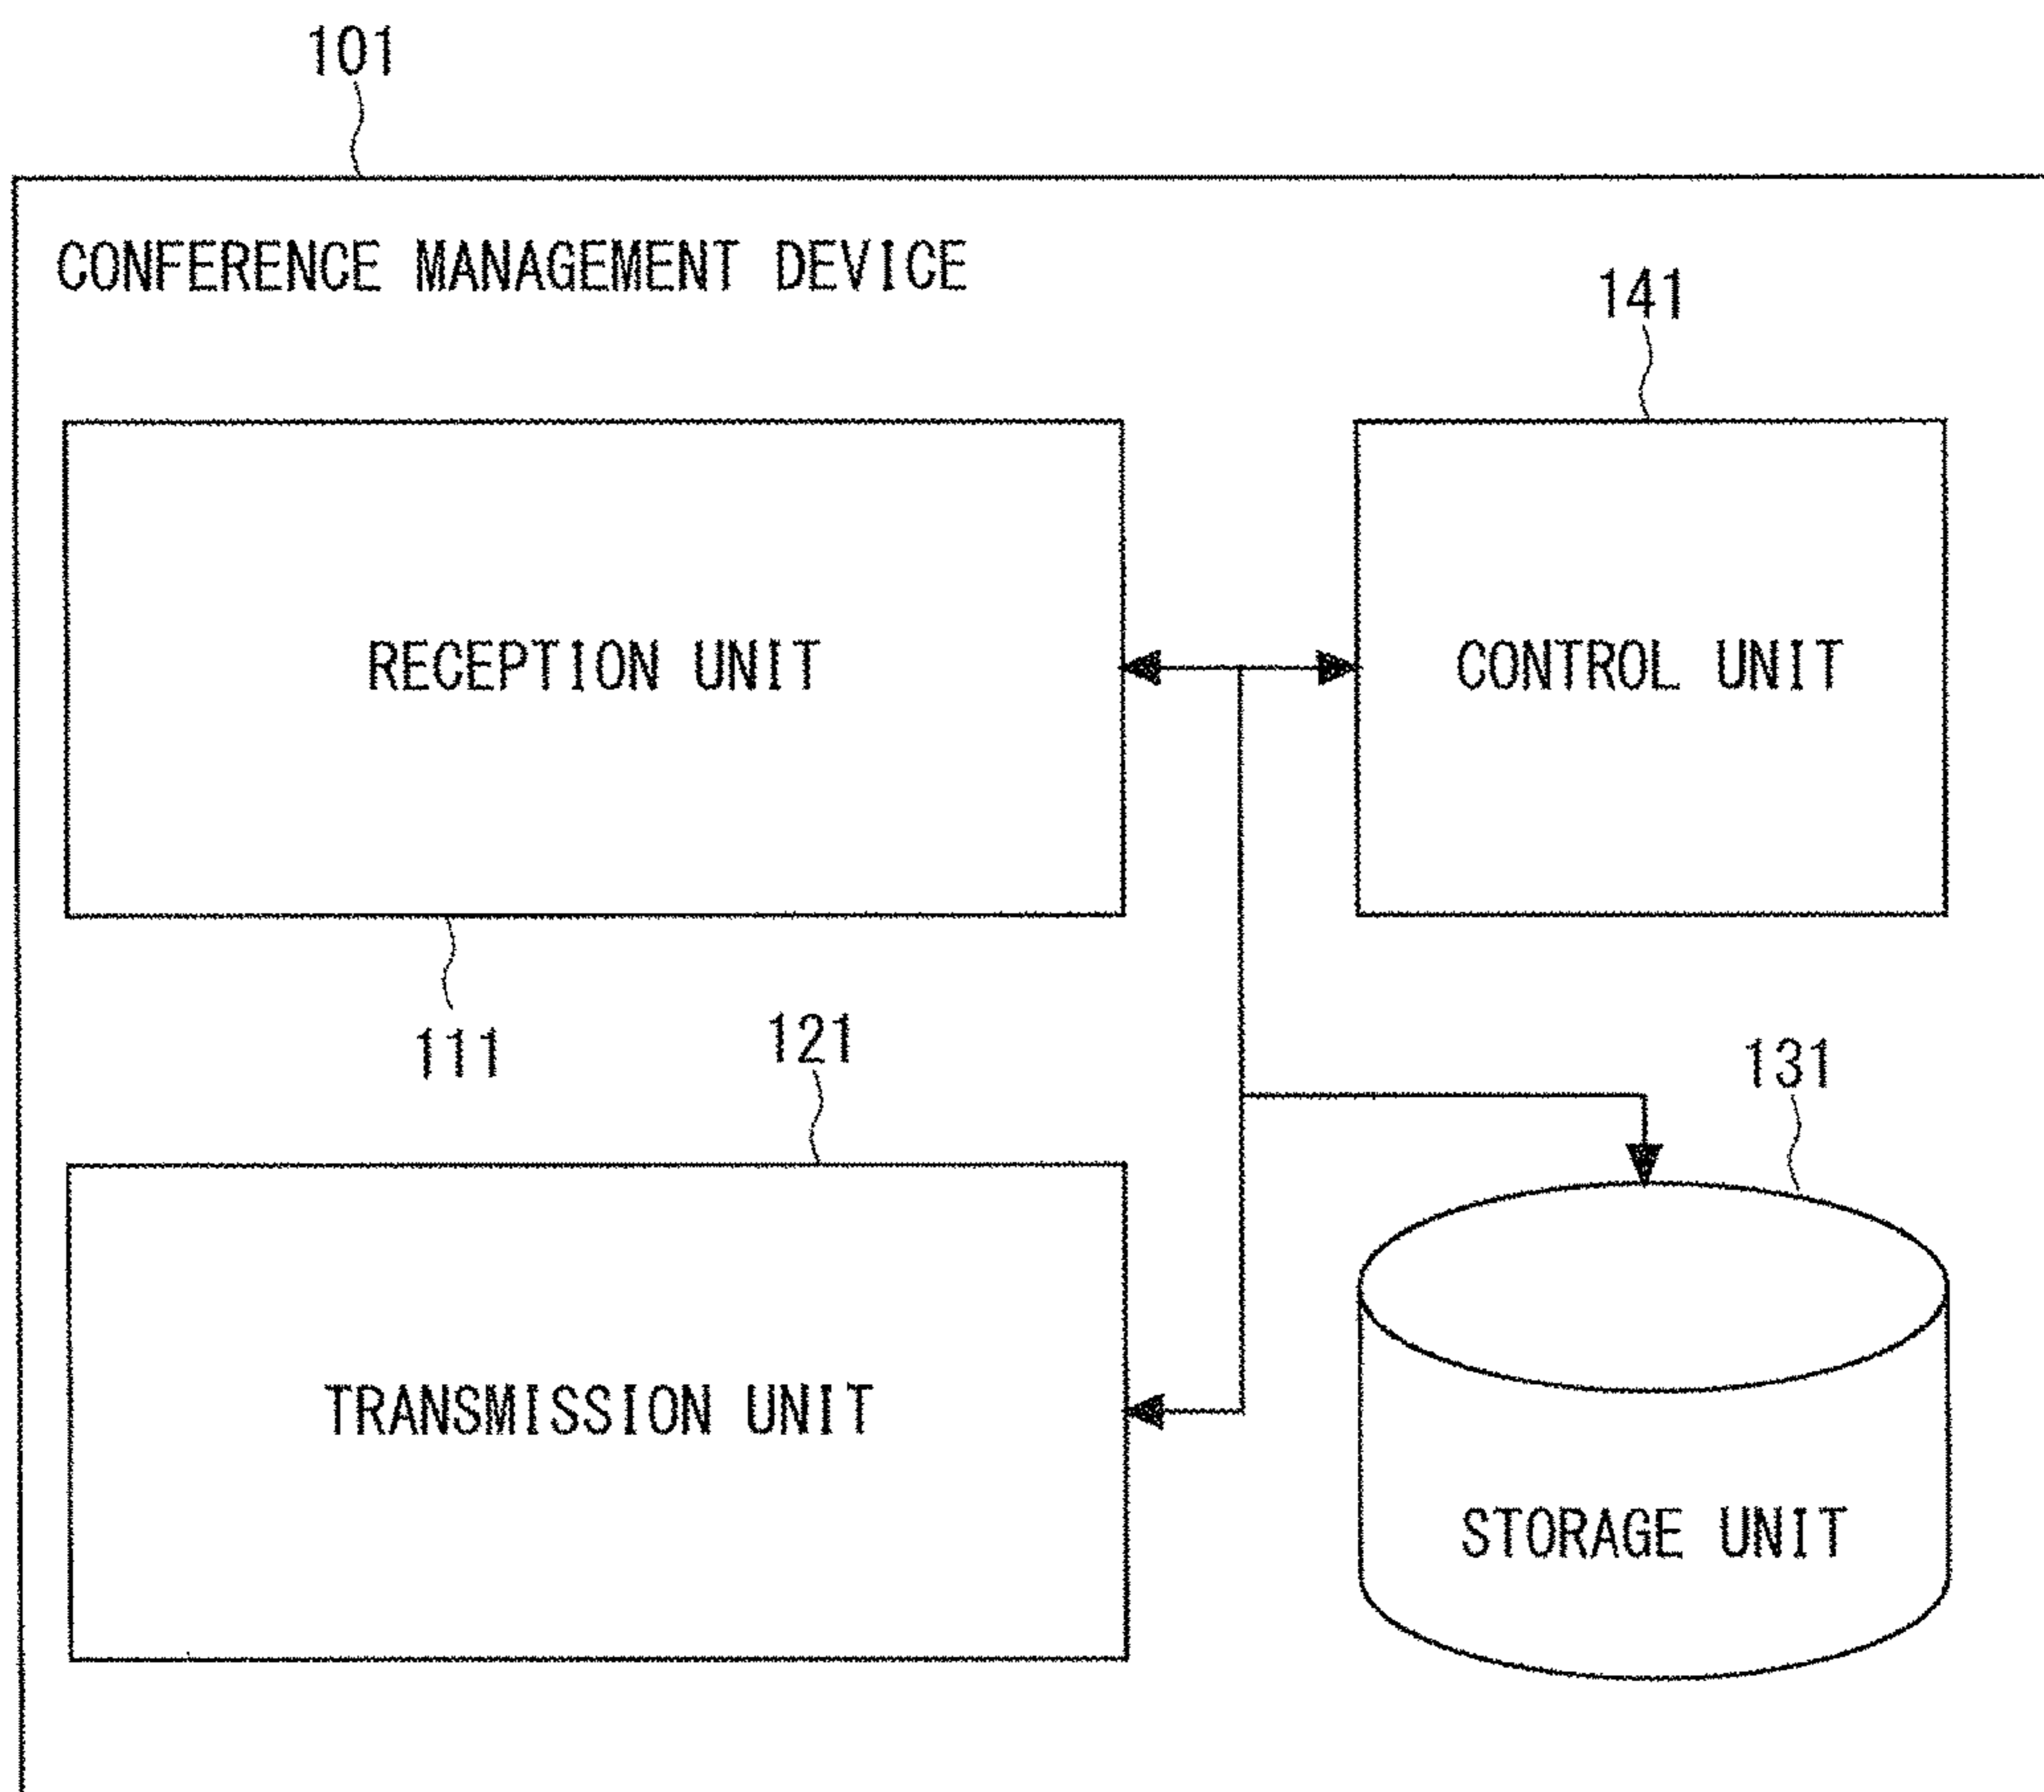 101
CONFERENCE MANAGEMENT DEVICE
141
RECEPTION UNIT
CONTROL UNIT
111
121
131
TRANSMISSION UNIT
STORAGE UNIT